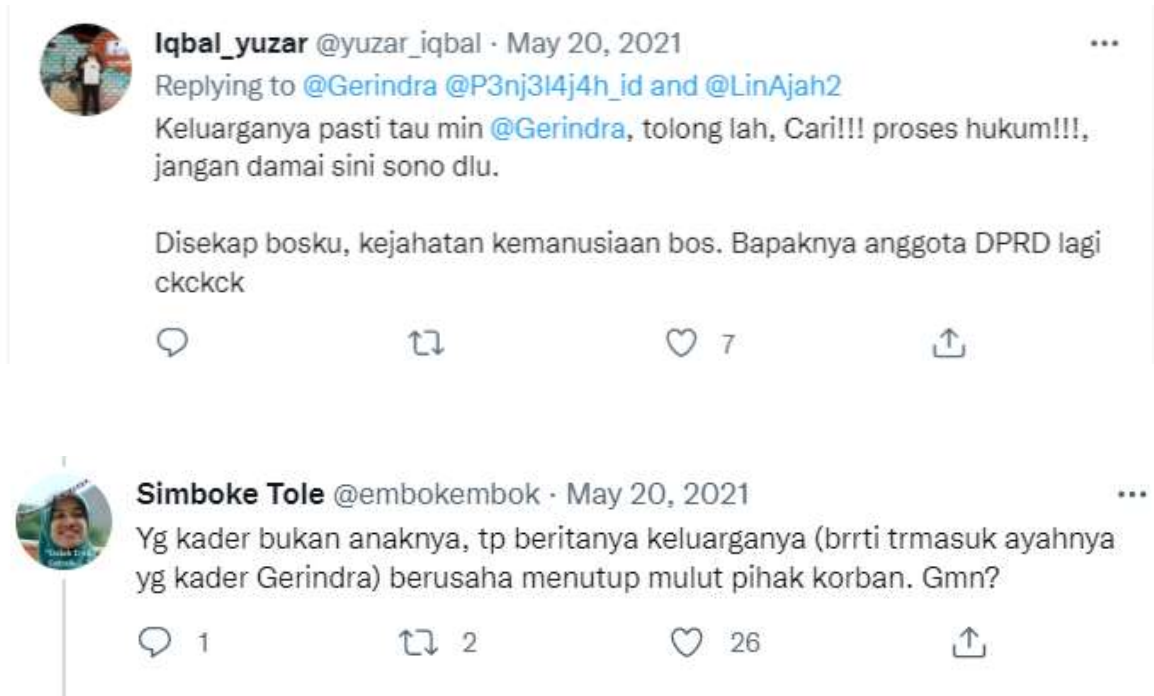 Iqbal_yuzar @yuzar_iqbal · May 20, 2021
Replying to @Gerindra @P3nj3l4j4h_id and @LinAjah2
Keluarganya pasti tau min @Gerindra, tolong lah, Cari!!! proses hukum!!!,
jangan damai sini sono dlu.
Disekap bosku, kejahatan kemanusiaan bos. Bapaknya anggota DPRD lagi
ckckck
7
Simboke Tole @embokembok · May 20, 2021
Yg kader bukan anaknya, tp beritanya keluarganya (brrti trmasuk ayahnya
yg kader Gerindra) berusaha menutup mulut pihak korban. Gmn?
1 2 26